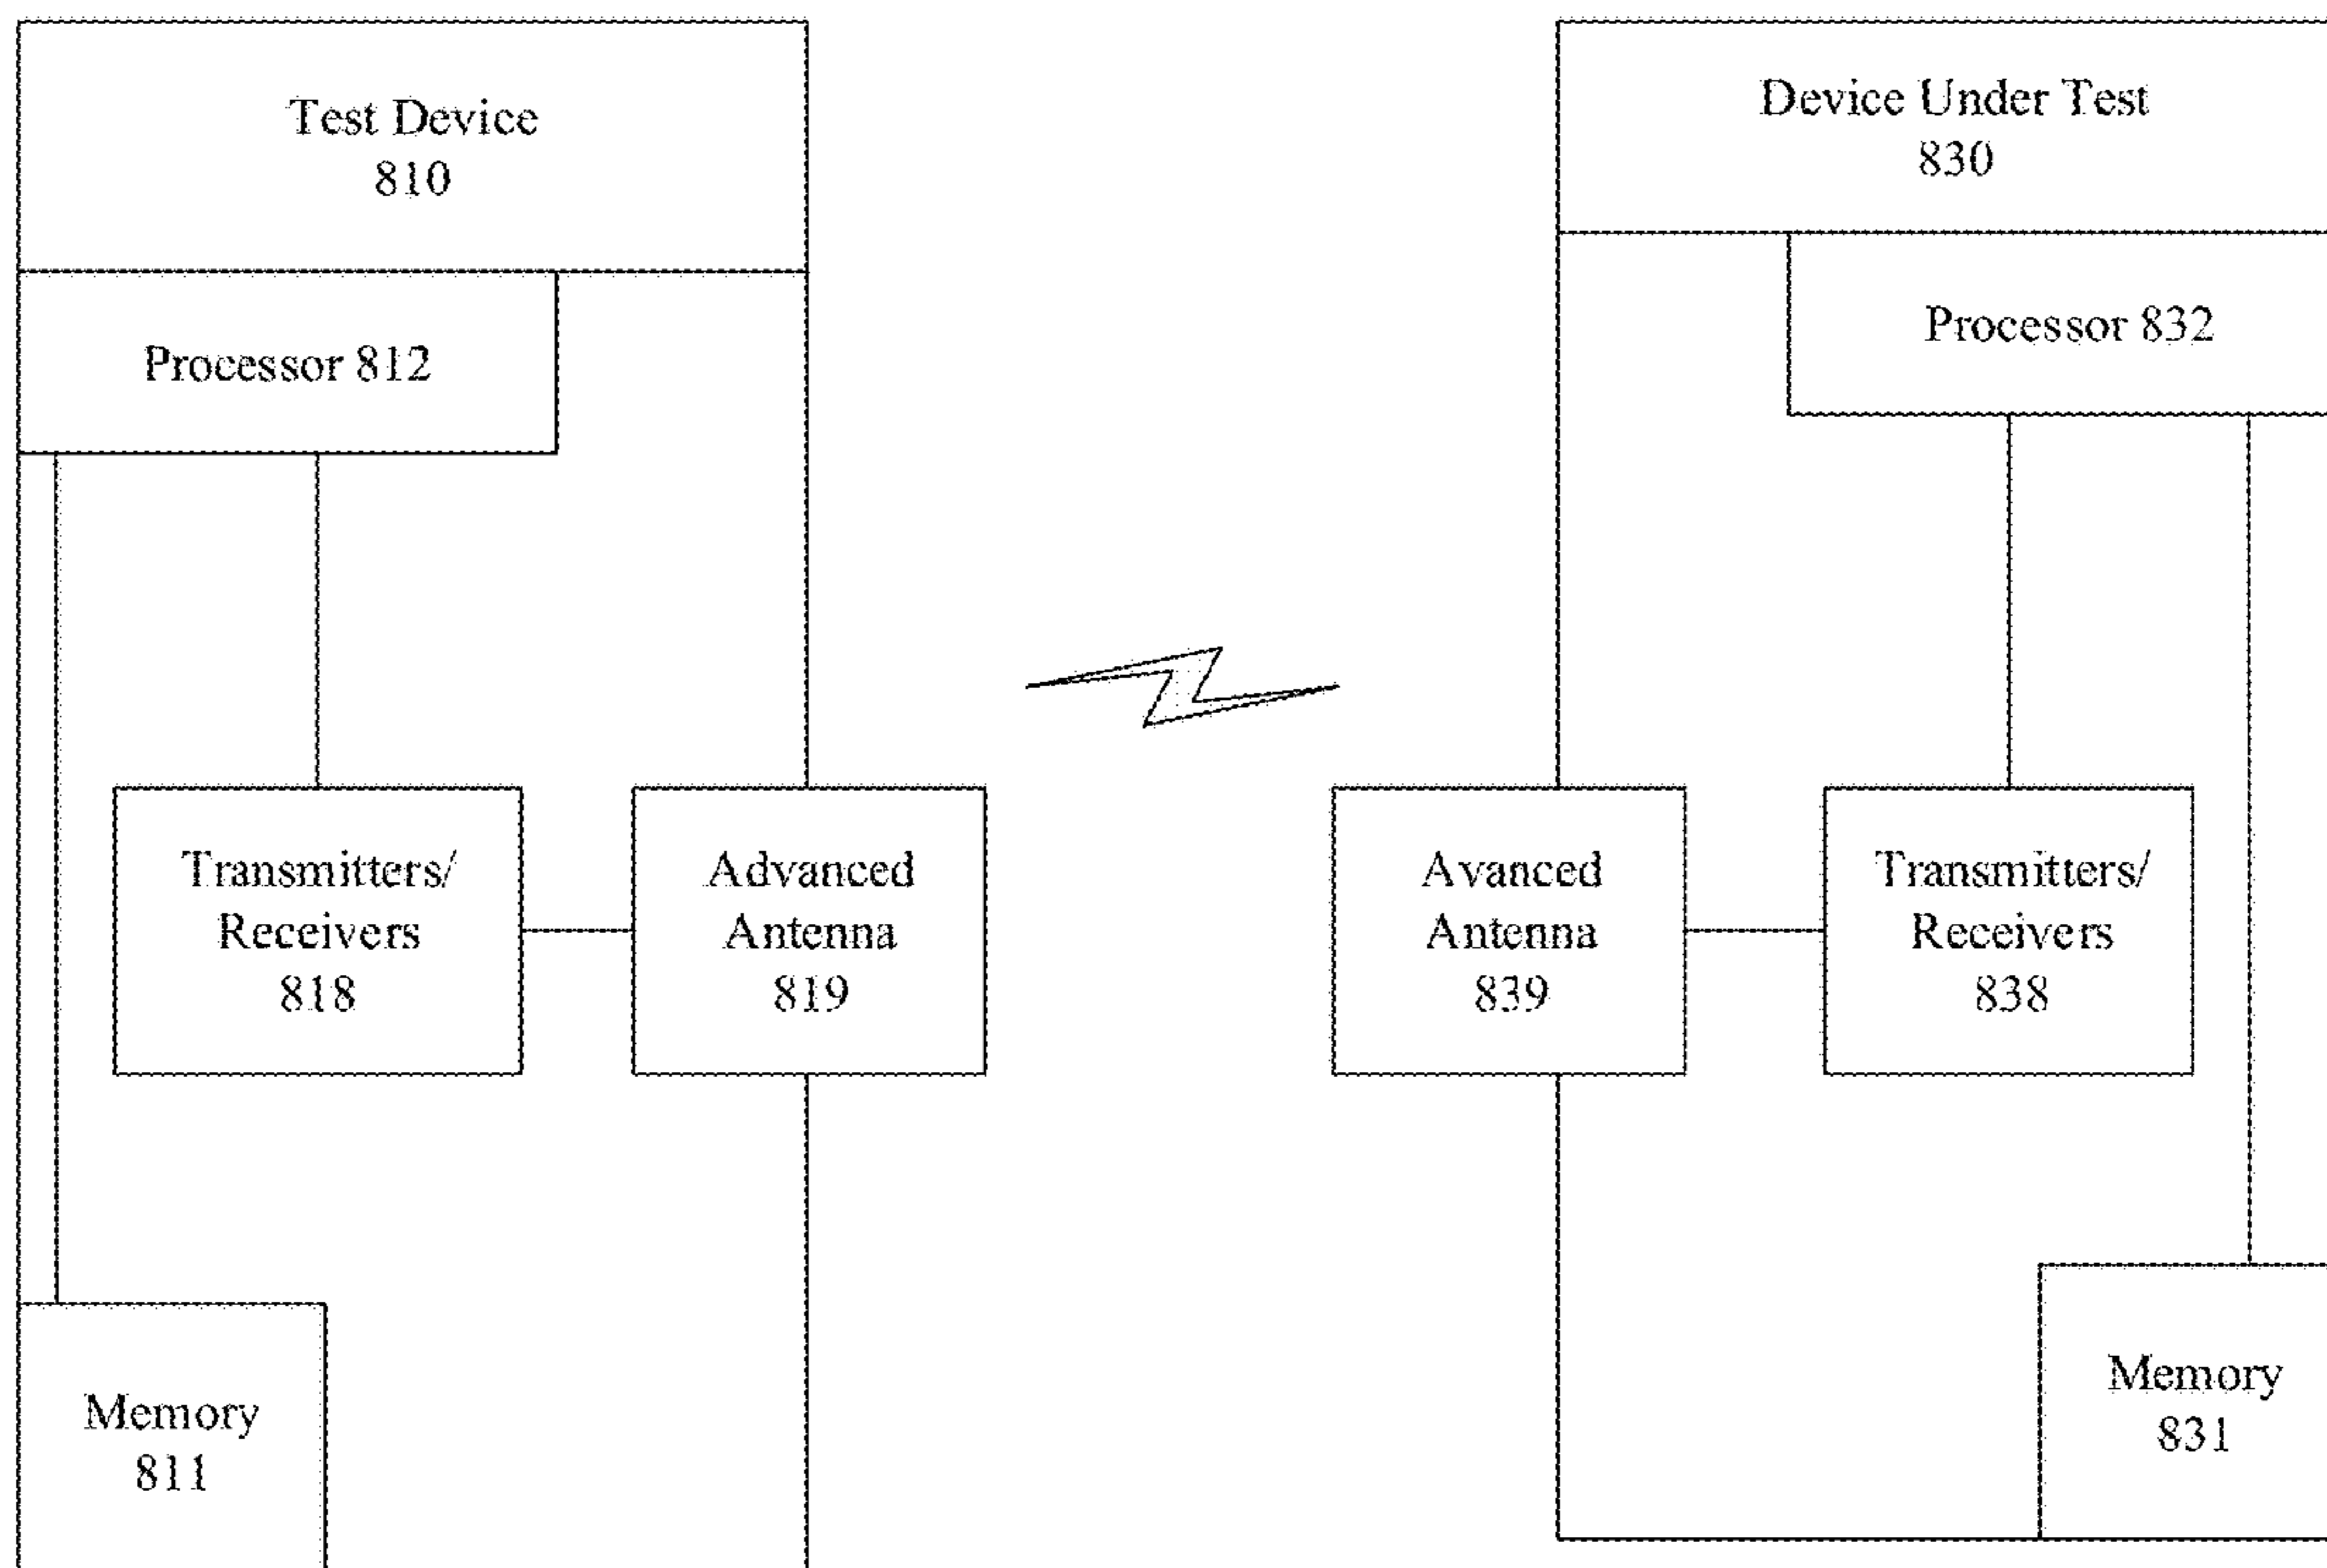 Test Device
810
Processor 812
Transmitters/
Receivers
818
Advanced
Antenna
819
Memory
811
Device Under Test
830
Processor 832
Avanced
Antenna
839
Transmitters/
Receivers
838
Memory
831